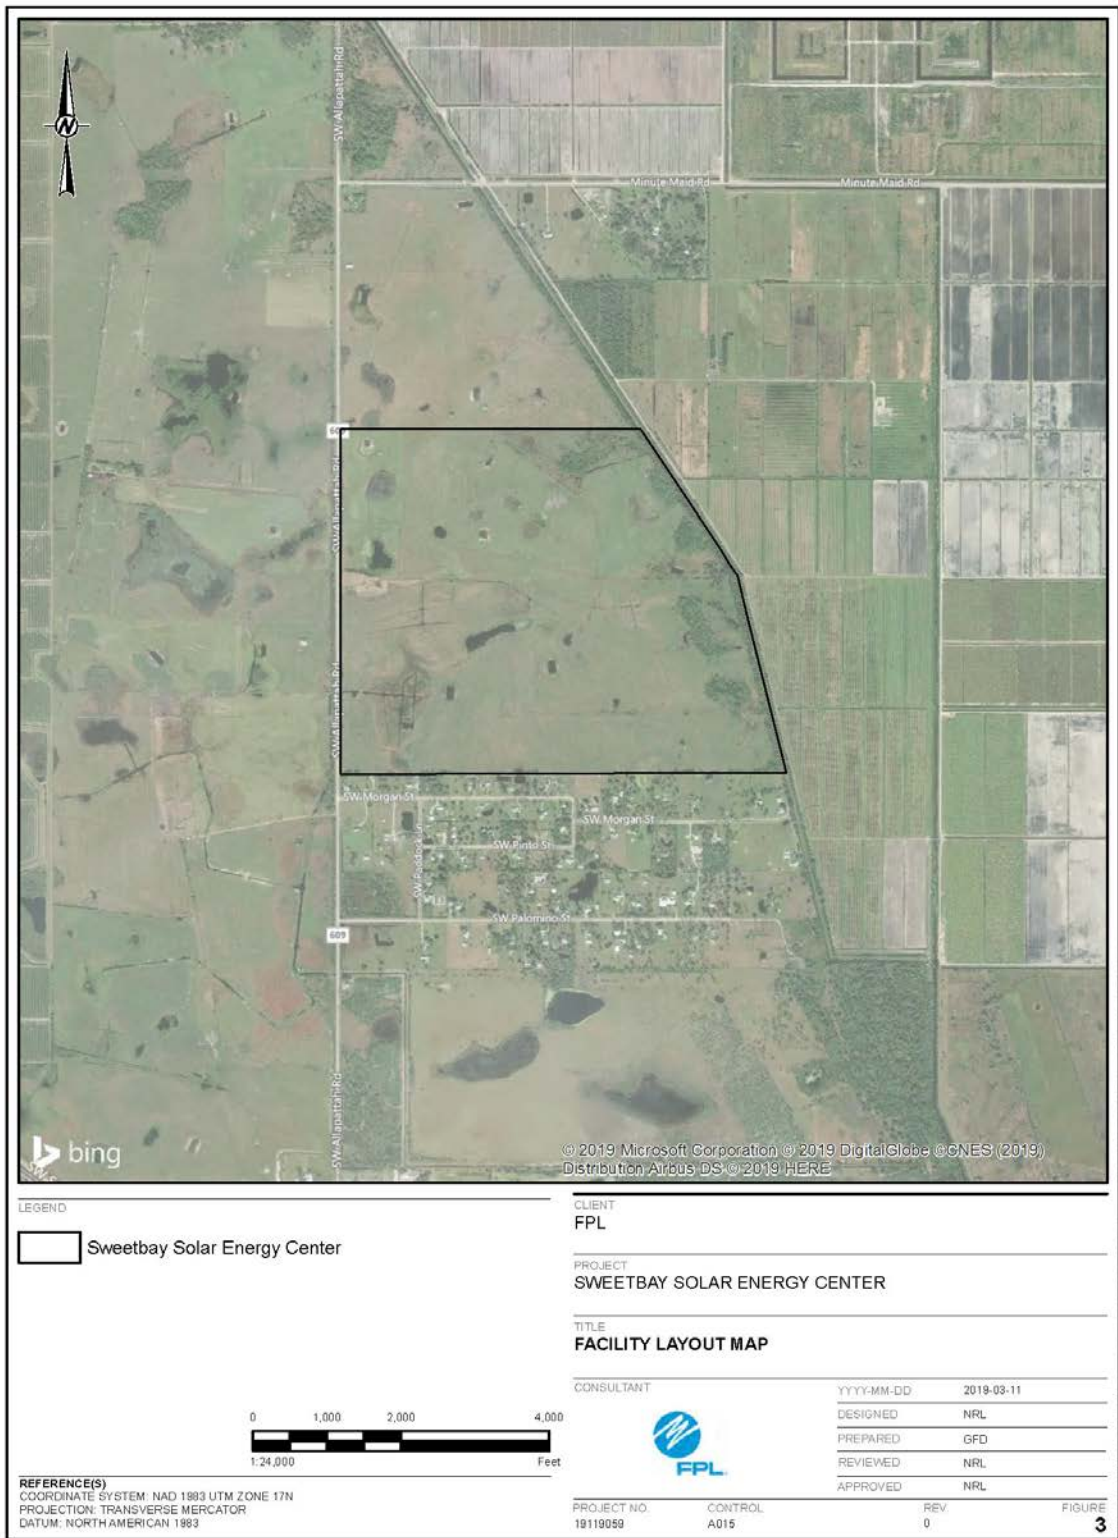 N
SW Allapattah Rd
Minute Maid Rd
Minute Maid Rd
SW Allapattah Rd
SW Allapattah Rd
SW Morgan St
SW Morgan St
SW Pinto St
SW Paddock Ln
SW Palomino St
609
SW Allapattah Rd
bing
© 2019 Microsoft Corporation © 2019 DigitalGlobe ©CNES (2019)
Distribution Airbus DS © 2019 HERE
LEGEND
Sweetbay Solar Energy Center
0 1,000 2,000 4,000
1:24,000 Feet
REFERENCE(S)
COORDINATE SYSTEM: NAD 1983 UTM ZONE 17N
PROJECTION: TRANSVERSE MERCATOR
DATUM: NORTH AMERICAN 1983
CLIENT
FPL
PROJECT
SWEETBAY SOLAR ENERGY CENTER
TITLE
FACILITY LAYOUT MAP
CONSULTANT
FPL
YYYY-MM-DD 2019-03-11
DESIGNED NRL
PREPARED GFD
REVIEWED NRL
APPROVED NRL
PROJECT NO. CONTROL REV. FIGURE
19119059 A015 0 3